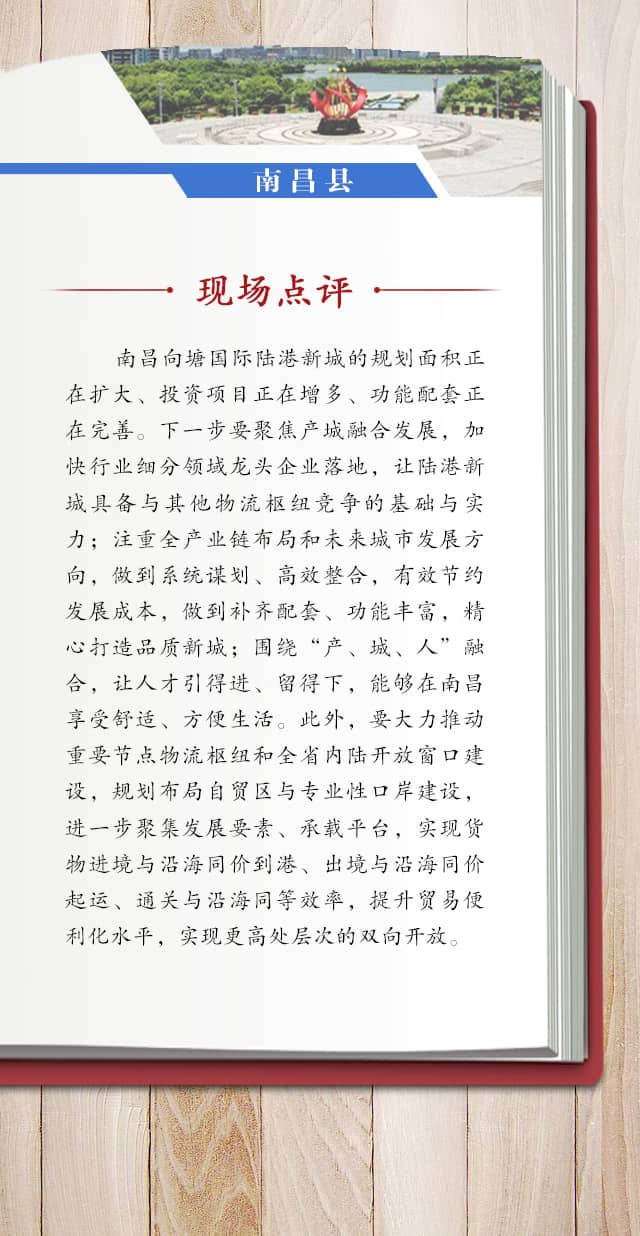 南昌县
现场点评
南昌向塘国际陆港新城的规划面积正
在扩大、投资项目正在增多、功能配套正
在完善。下一步要聚焦产城融合发展，加
快行业细分领域龙头企业落地，让陆港新
城具备与其他物流枢纽竞争的基础与实
力；注重全产业链布局和未来城市发展方
向，做到系统谋划、高效整合，有效节约
发展成本，做到补齐配套、功能丰富，精
心打造品质新城；围绕“产、城、人”融
合，让人才引得进、留得下，能够在南昌
享受舒适、方便生活。此外，要大力推动
重要节点物流枢纽和全省内陆开放窗口建
设，规划布局自贸区与专业性口岸建设，
进一步聚集发展要素、承载平台，实现货
物进境与沿海同价到港、出境与沿海同价
起运、通关与沿海同等效率，提升贸易便
利化水平，实现更高处层次的双向开放。